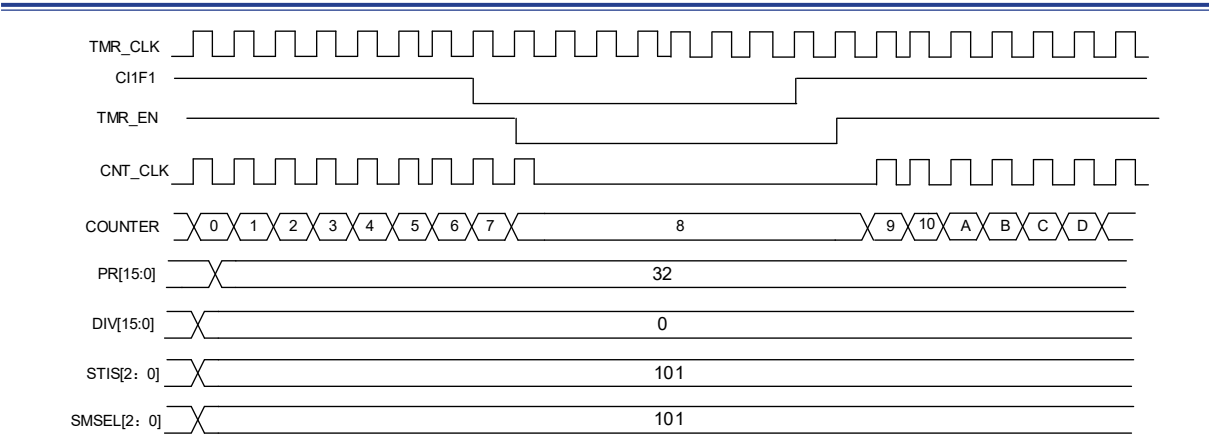 TMR_CLK
CI1F1
TMR_EN
CNT_CLK
COUNTER 0 1 2 3 4 5 6 7 8 9 10 A B C D
PR[15:0] 32
DIV[15:0] 0
STIS[2：0] 101
SMSEL[2：0] 101